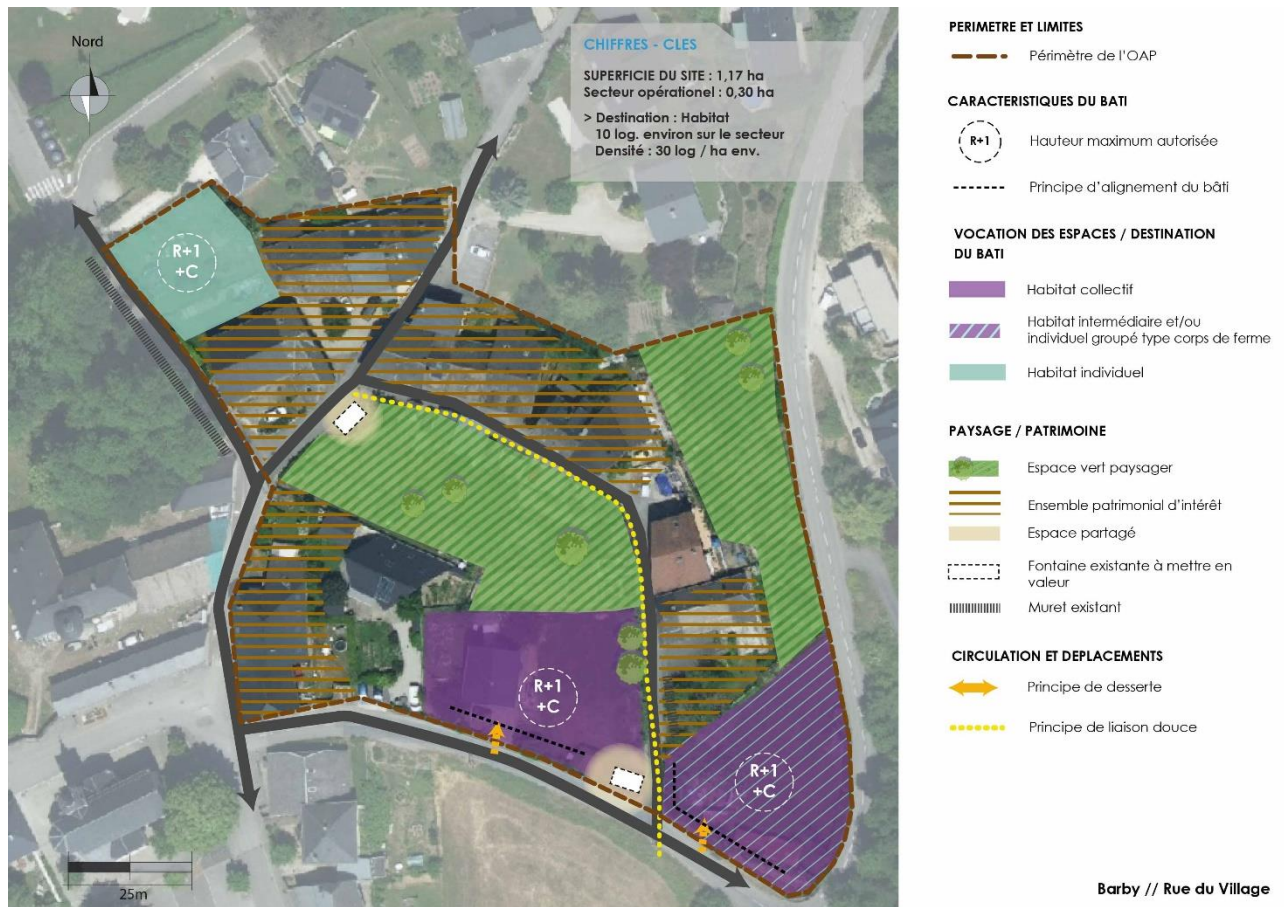 Nord
CHIFFRES - CLES
SUPERFICIE DU SITE : 1,17 ha
Secteur opérationel : 0,30 ha
> Destination : Habitat
10 log. environ sur le secteur
Densité : 30 log / ha env.
R+1
+C
R+1
+C
R+1
+C
25m
PERIMETRE ET LIMITES
Périmètre de l'OAP
CARACTERISTIQUES DU BATI
R+1
Hauteur maximum autorisée
Principe d'alignement du bâti
VOCATION DES ESPACES / DESTINATION
DU BATI
Habitat collectif
Habitat intermédiaire et/ou
individuel groupé type corps de ferme
Habitat individuel
PAYSAGE / PATRIMOINE
Espace vert paysager
Ensemble patrimonial d'intérêt
Espace partagé
Fontaine existante à mettre en
valeur
Muret existant
CIRCULATION ET DEPLACEMENTS
Principe de desserte
Principe de liaison douce
Barby // Rue du Village